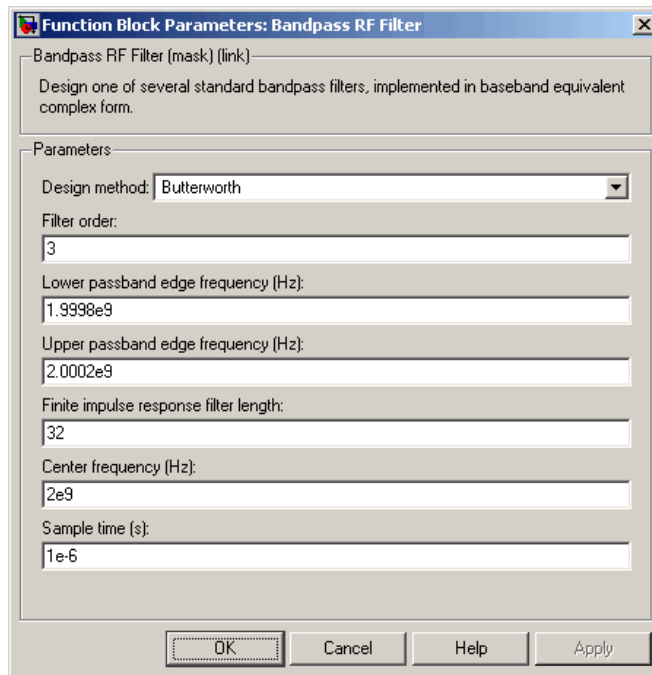 Function Block Parameters: Bandpass RF Filter
Bandpass RF Filter (mask) (link)
Design one of several standard bandpass filters, implemented in baseband equivalent
complex form.
Parameters
Design method: Butterworth
Filter order:
3
Lower passband edge frequency (Hz):
1.9998e9
Upper passband edge frequency (Hz):
2.0002e9
Finite impulse response filter length:
32
Center frequency (Hz):
2e9
Sample time (s):
1e-6
OK Cancel Help Apply